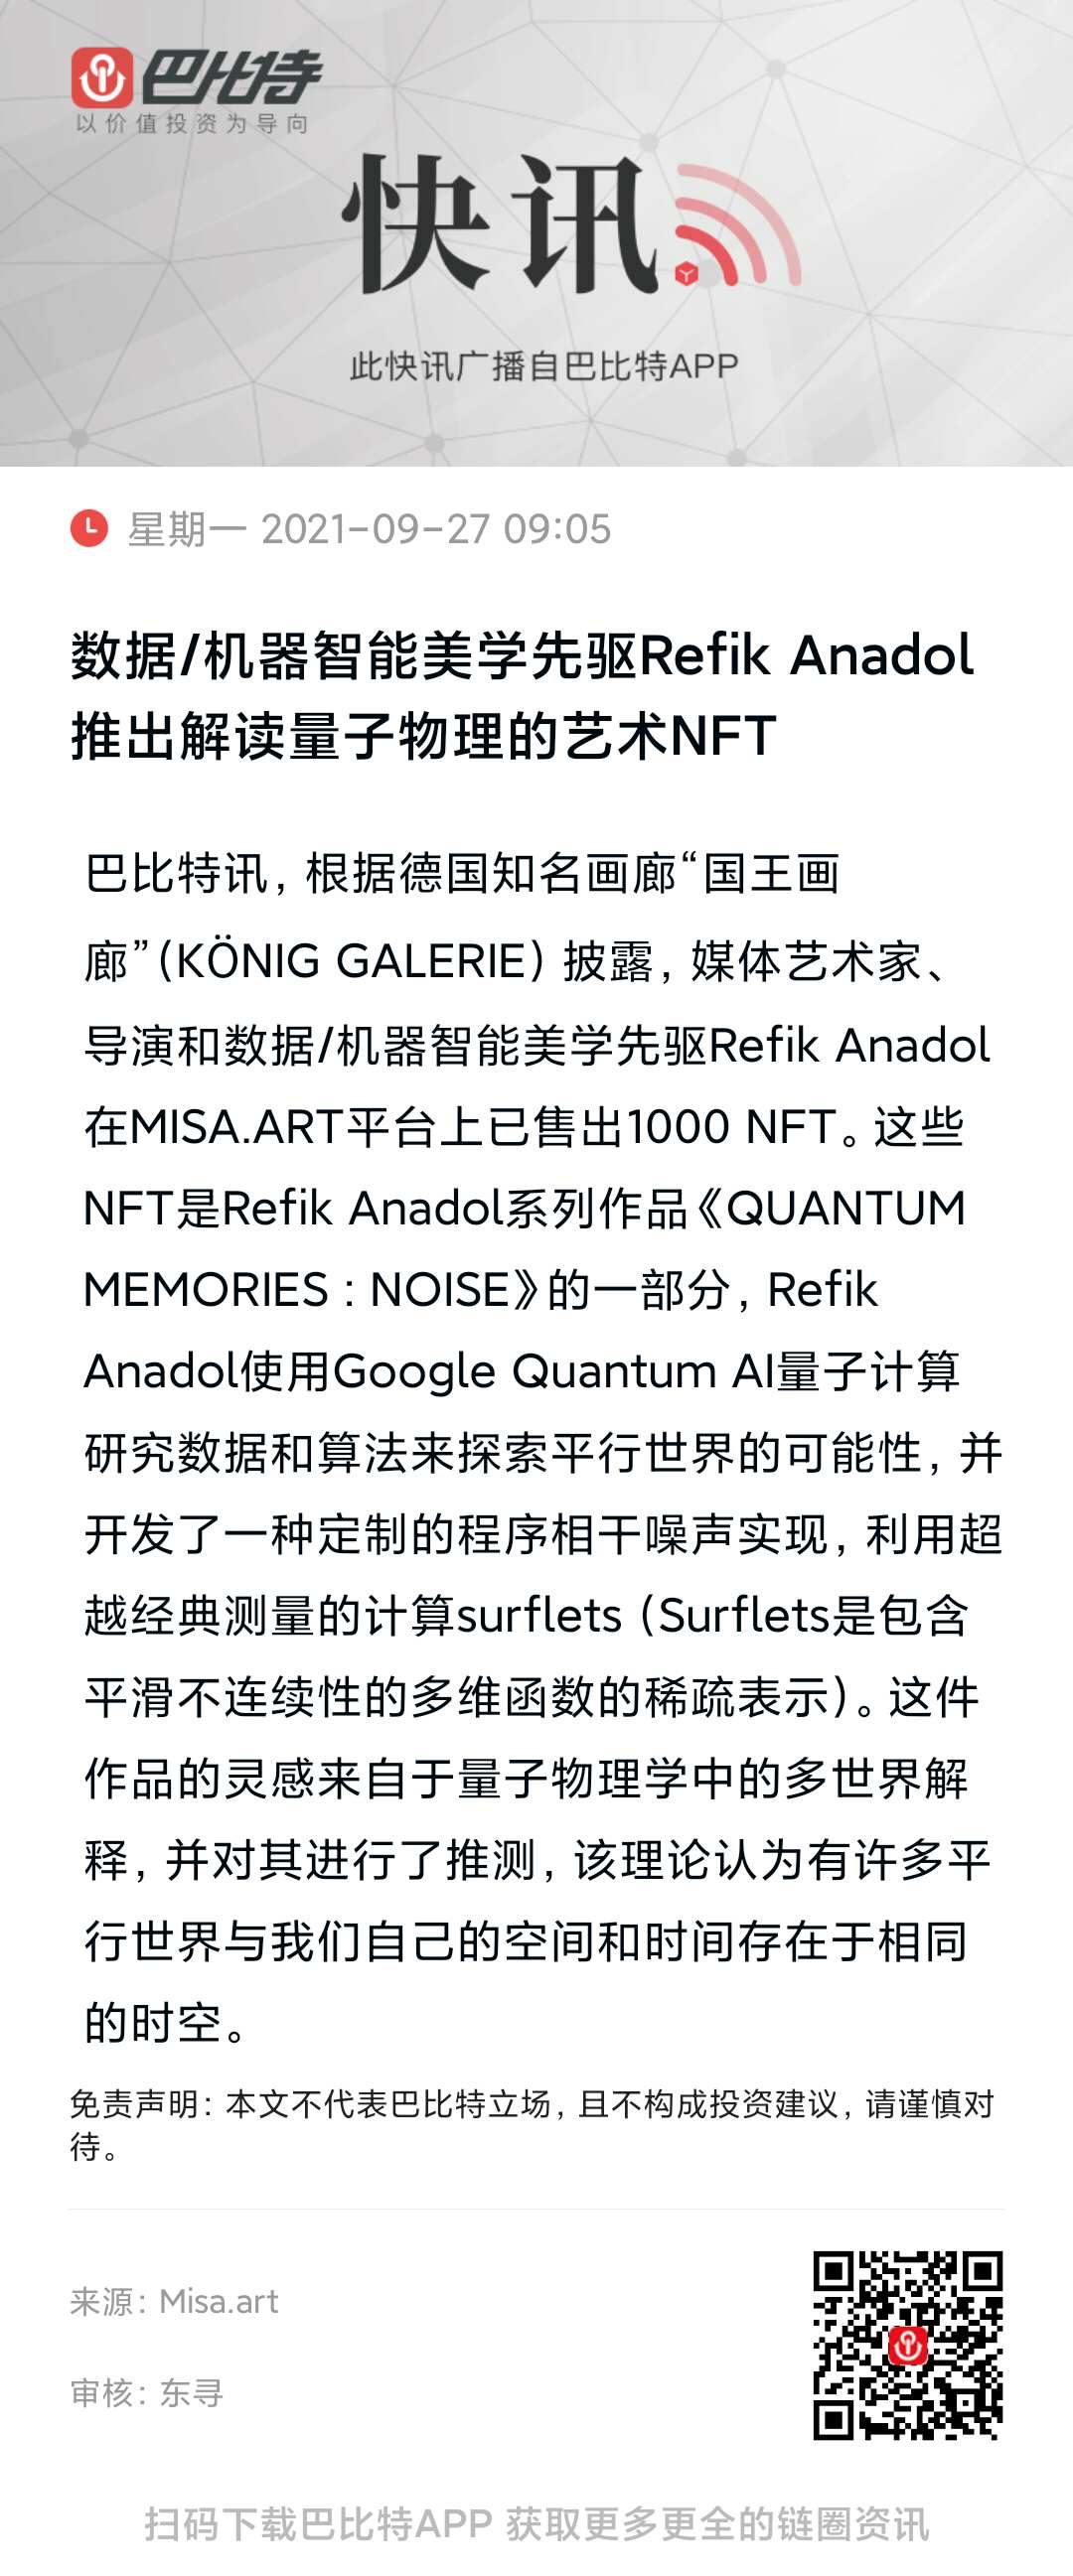 巴比特
以价值投资为导向
快讯
此快讯广播自巴比特APP
星期一 2021-09-27 09:05
数据/机器智能美学先驱Refik Anadol
推出解读量子物理的艺术NFT
巴比特讯，根据德国知名画廊“国王画
廊”（KÖNIG GALERIE）披露，媒体艺术家、
导演和数据/机器智能美学先驱Refik Anadol
在MISA.ART平台上已售出1000 NFT。这些
NFT是Refik Anadol系列作品《QUANTUM
MEMORIES : NOISE》的一部分，Refik
Anadol使用Google Quantum AI量子计算
研究数据和算法来探索平行世界的可能性，并
开发了一种定制的程序相干噪声实现，利用超
越经典测量的计算surflets（Surflets是包含
平滑不连续性的多维函数的稀疏表示）。这件
作品的灵感来自于量子物理学中的多世界解
释，并对其进行了推测，该理论认为有许多平
行世界与我们自己的空间和时间存在于相同
的时空。
免责声明：本文不代表巴比特立场，且不构成投资建议，请谨慎对
待。
来源：Misa.art
审核：东寻
扫码下载巴比特APP 获取更多更全的链圈资讯